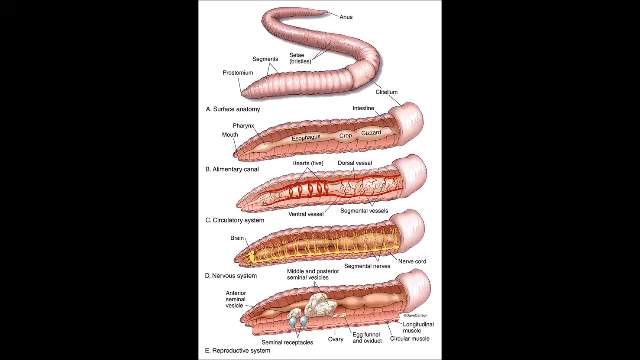 Anus
Setae
(bristles)
Segments
Prostomium
Clitellum
A. Surface anatomy
Intestine
Pharynx
Mouth
Esophagus
Crop
Gizzard
B. Alimentary canal
Hearts (five)
Dorsal vessel
Ventral vessel
Segmental vessels
C. Circulatory system
Brain
Segmental nerves
Nerve cord
D. Nervous system
Middle and posterior
seminal vesicles
Anterior
seminal
vesicle
Longitudinal
muscle
Circular muscle
Egg funnel
and oviduct
Ovary
Seminal receptacles
E. Reproductive system